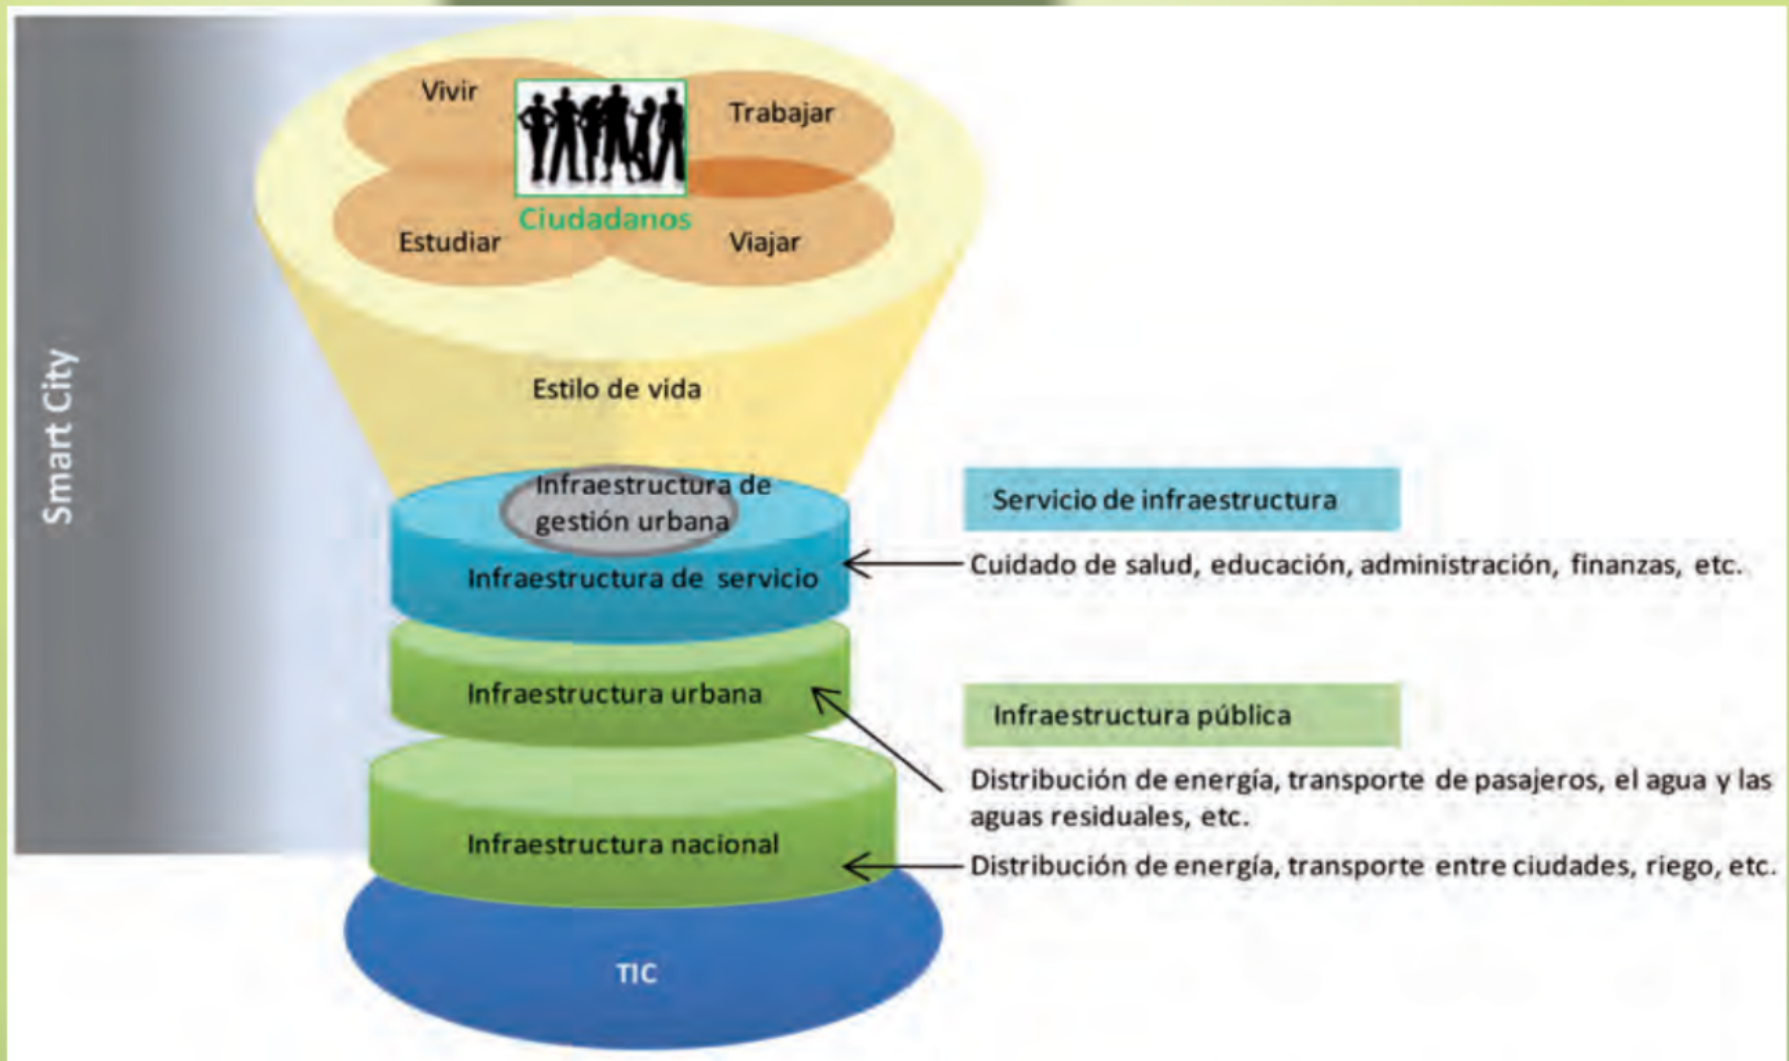 Smart City
Vivir
Trabajar
Ciudadanos
Estudiar
Viajar
Estilo de vida
Infraestructura de
gestión urbana
Infraestructura de servicio
Servicio de infraestructura
Cuidado de salud, educación, administración, finanzas, etc.
Infraestructura urbana
Infraestructura pública
Distribución de energía, transporte de pasajeros, el agua y las
aguas residuales, etc.
Infraestructura nacional
Distribución de energía, transporte entre ciudades, riego, etc.
TIC